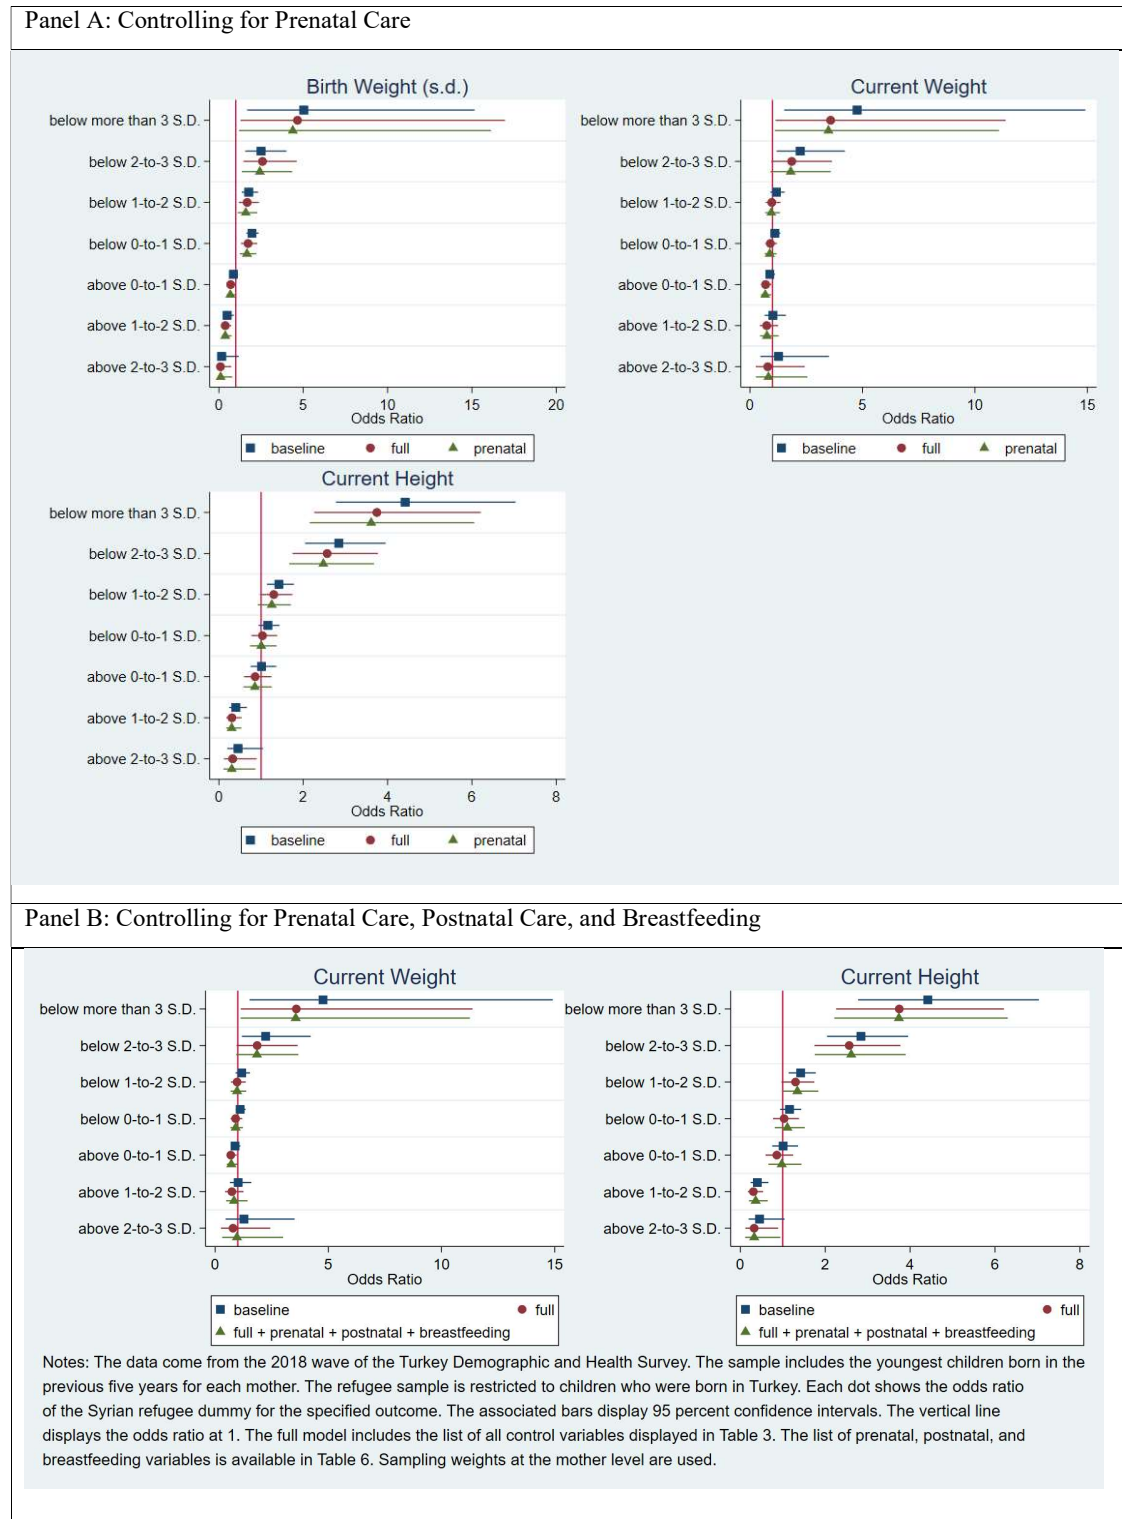 Panel A: Controlling for Prenatal Care
Birth Weight (s.d.)
below more than 3 S.D.
below 2-to-3 S.D.
below 1-to-2 S.D.
below 0-to-1 S.D.
above 0-to-1 S.D.
above 1-to-2 S.D.
above 2-to-3 S.D.
0 5 10 15 20
Odds Ratio
baseline full prenatal
Current Weight
below more than 3 S.D.
below 2-to-3 S.D.
below 1-to-2 S.D.
below 0-to-1 S.D.
above 0-to-1 S.D.
above 1-to-2 S.D.
above 2-to-3 S.D.
0 5 10 15
Odds Ratio
baseline full prenatal
Current Height
below more than 3 S.D.
below 2-to-3 S.D.
below 1-to-2 S.D.
below 0-to-1 S.D.
above 0-to-1 S.D.
above 1-to-2 S.D.
above 2-to-3 S.D.
0 2 4 6 8
Odds Ratio
baseline full prenatal
Panel B: Controlling for Prenatal Care, Postnatal Care, and Breastfeeding
Current Weight
below more than 3 S.D.
below 2-to-3 S.D.
below 1-to-2 S.D.
below 0-to-1 S.D.
above 0-to-1 S.D.
above 1-to-2 S.D.
above 2-to-3 S.D.
0 5 10 15
Odds Ratio
baseline full
full + prenatal + postnatal + breastfeeding
Current Height
below more than 3 S.D.
below 2-to-3 S.D.
below 1-to-2 S.D.
below 0-to-1 S.D.
above 0-to-1 S.D.
above 1-to-2 S.D.
above 2-to-3 S.D.
0 2 4 6 8
Odds Ratio
baseline full
full + prenatal + postnatal + breastfeeding
Notes: The data come from the 2018 wave of the Turkey Demographic and Health Survey. The sample includes the youngest children born in the
previous five years for each mother. The refugee sample is restricted to children who were born in Turkey. Each dot shows the odds ratio
of the Syrian refugee dummy for the specified outcome. The associated bars display 95 percent confidence intervals. The vertical line
displays the odds ratio at 1. The full model includes the list of all control variables displayed in Table 3. The list of prenatal, postnatal, and
breastfeeding variables is available in Table 6. Sampling weights at the mother level are used.